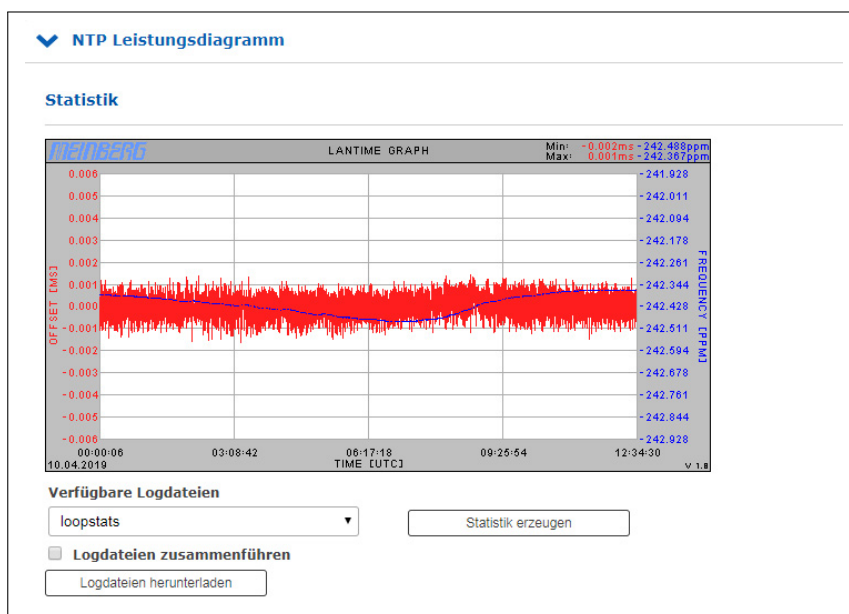 NTP Leistungsdiagramm
Statistik
MEINBERG
LANTIME GRAPH
Min: -0.002ms -242.488ppm
Max: 0.001ms -242.367ppm
0.006 -241.928
0.005 -242.011
0.004 -242.094
0.003 -242.178
0.002 -242.261
0.001 -242.344
0.000 -242.428
-0.001 -242.511
-0.002 -242.594
-0.003 -242.678
-0.004 -242.761
-0.005 -242.844
-0.006 -242.928
OFFSET [MS]
FREQUENCY [PPM]
00:00:06 03:08:42 06:17:18 09:25:54 12:34:30
10.04.2019 TIME [UTC] V 1.8
Verfügbare Logdateien
loopstats
Statistik erzeugen
Logdateien zusammenführen
Logdateien herunterladen